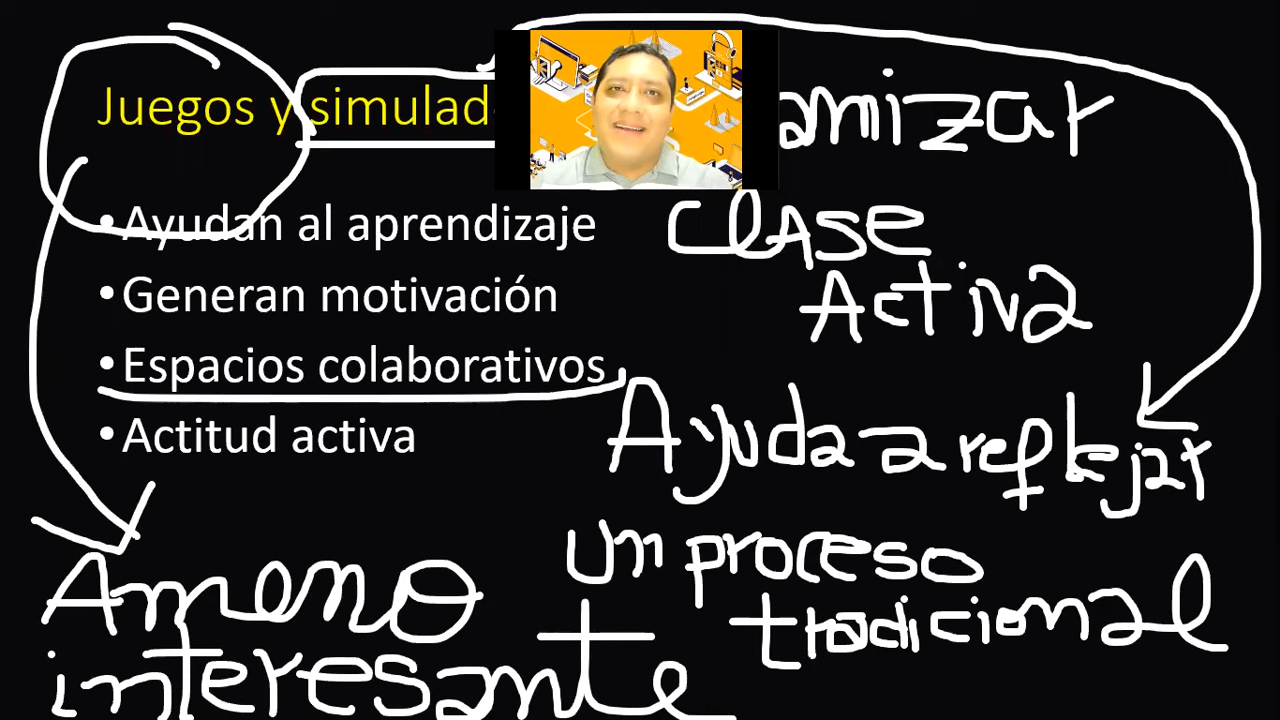 Juegos y simulad
amizar
clAse
Activa
• Ayudan al aprendizaje
• Generan motivación
• Espacios colaborativos
• Actitud activa
Ayuda a reflejar
un proceso
tradicional
Ameno
interesante